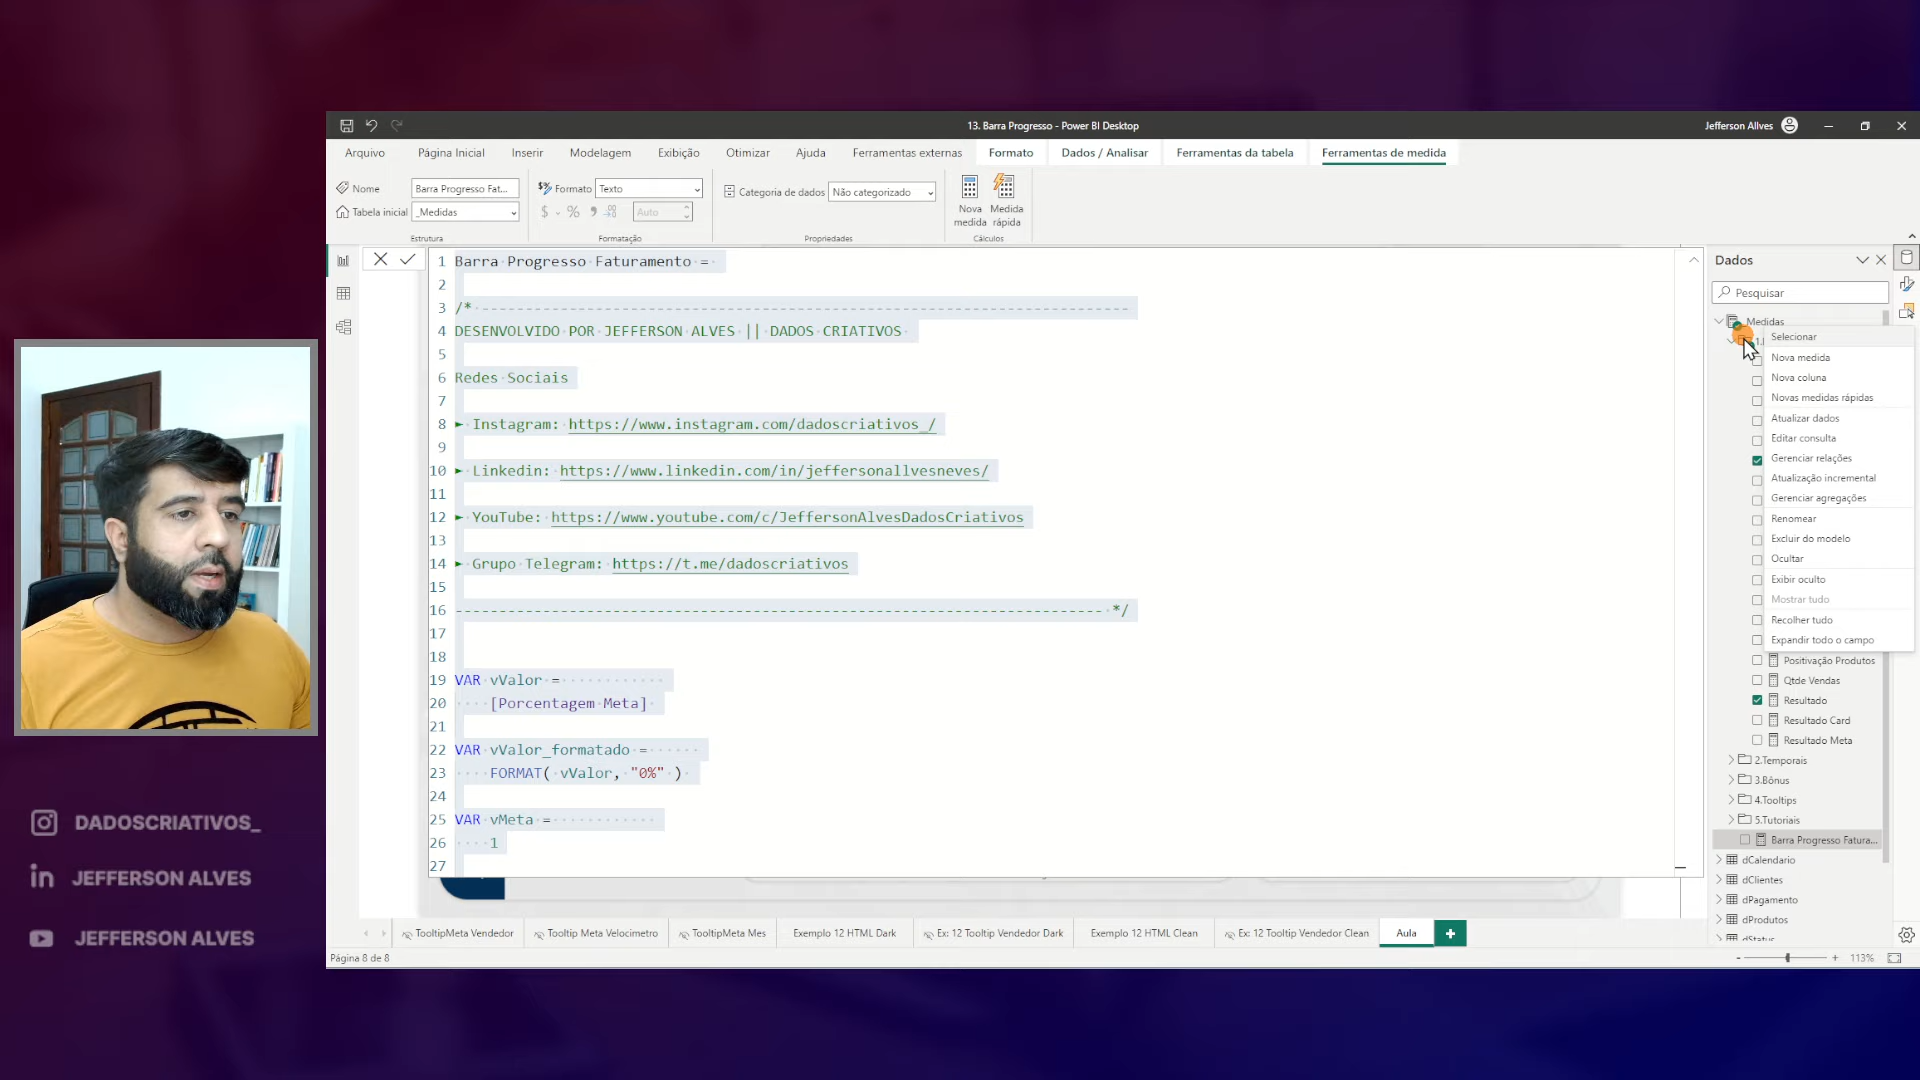 13. Barra Progresso - Power BI Desktop
Jefferson Allves
Arquivo
Página Inicial
Inserir
Modelagem
Exibição
Otimizar
Ajuda
Ferramentas externas
Formato
Dados / Analisar
Ferramentas da tabela
Ferramentas de medida
Nome
Barra Progresso Fat...
Tabela inicial
_Medidas
Estrutura
Formato
Texto
$
%
Auto
Formatação
Categoria de dados
Não categorizado
Propriedades
Nova medida
Medida rápida
Cálculos
1 Barra Progresso Faturamento =
2
3 /* --------------------------------------------------------------------------
4 DESENVOLVIDO POR JEFFERSON ALVES || DADOS CRIATIVOS
5
6 Redes Sociais
7
8 ► Instagram: https://www.instagram.com/dadoscriativos_/
9
10 ► Linkedin: https://www.linkedin.com/in/jeffersonallvesneves/
11
12 ► YouTube: https://www.youtube.com/c/JeffersonAlvesDadosCriativos
13
14 ► Grupo Telegram: https://t.me/dadoscriativos
15
16 -------------------------------------------------------------------------- */
17
18
19 VAR vValor =
20 [Porcentagem Meta]
21
22 VAR vValor_formatado =
23 FORMAT( vValor, "0%" )
24
25 VAR vMeta =
26 1
27
Dados
Pesquisar
Medidas
1.
Selecionar
Nova medida
Nova coluna
Novas medidas rápidas
Atualizar dados
Editar consulta
Gerenciar relações
Atualização incremental
Gerenciar agregações
Renomear
Excluir do modelo
Ocultar
Exibir oculto
Mostrar tudo
Recolher tudo
Expandir todo o campo
Positivação Produtos
Qtde Vendas
Resultado
Resultado Card
Resultado Meta
2.Temporais
3.Bônus
4.Tooltips
5.Tutoriais
Barra Progresso Fatura...
dCalendario
dClientes
dPagamento
dProdutos
dStatus
TooltipMeta Vendedor
Tooltip Meta Velocimetro
TooltipMeta Mes
Exemplo 12 HTML Dark
Ex: 12 Tooltip Vendedor Dark
Exemplo 12 HTML Clean
Ex: 12 Tooltip Vendedor Clean
Aula
Página 8 de 8
113%
DADOSCRIATIVOS_
JEFFERSON ALVES
JEFFERSON ALVES